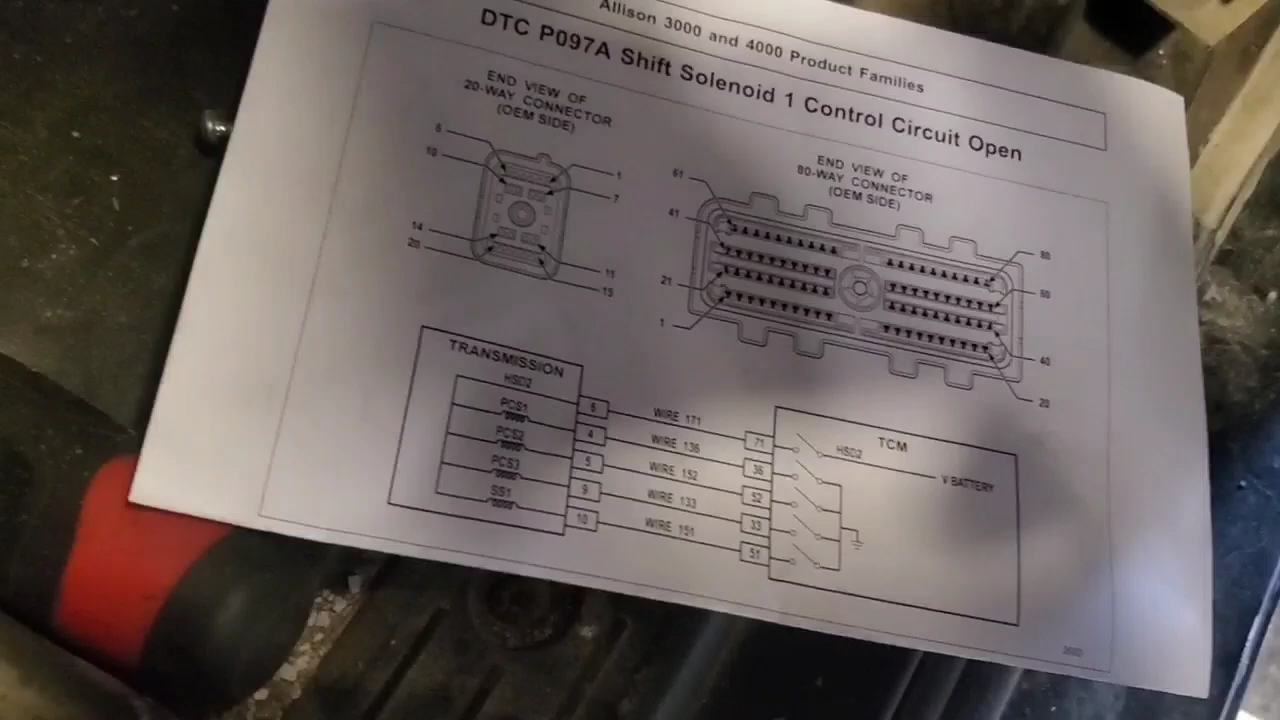 Allison 3000 and 4000 Product Families
DTC P097A Shift Solenoid 1 Control Circuit Open
END VIEW OF
20-WAY CONNECTOR
(OEM SIDE)
6
10
1
7
14
20
11
15
END VIEW OF
80-WAY CONNECTOR
(OEM SIDE)
61
41
21
1
80
60
40
20
TRANSMISSION
HSD2
PCS1
PCS2
PCS3
SS1
6
4
5
9
10
WIRE 171
WIRE 136
WIRE 152
WIRE 133
WIRE 151
71
36
52
33
51
TCM
HSD2
V BATTERY